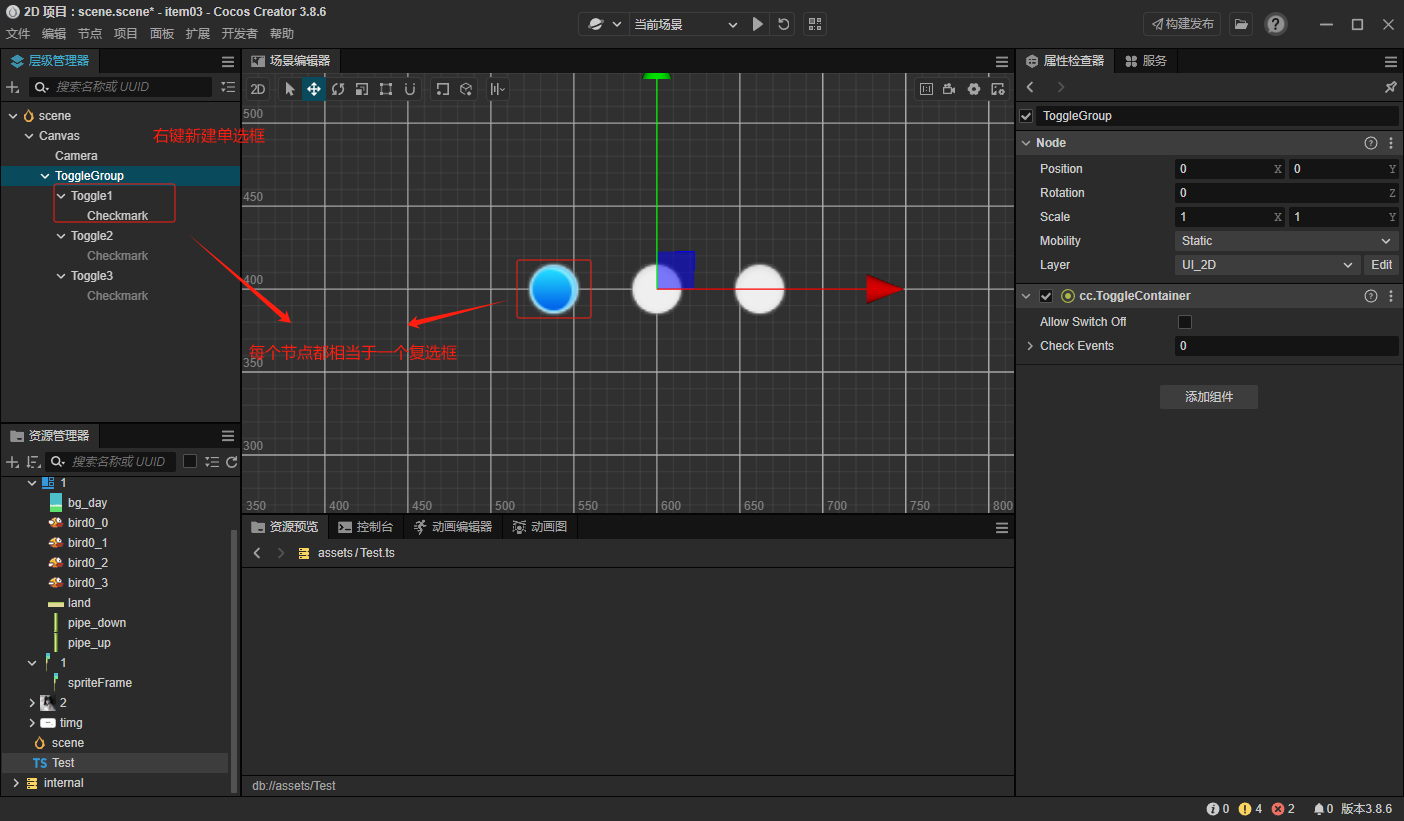 2D 项目 : scene.scene* - item03 - Cocos Creator 3.8.6
文件 编辑 节点 项目 面板 扩展 开发者 帮助
当前场景
构建发布
层级管理器
搜索名称或 UUID
scene
Canvas
右键新建单选框
Camera
ToggleGroup
Toggle1
Checkmark
Toggle2
Checkmark
Toggle3
Checkmark
场景编辑器
2D
500
450
400
350
300
350 400 450 500 550 600 650 700 750 800
每个节点都相当于一个复选框
属性检查器 服务
ToggleGroup
Node
Position 0 X 0 Y
Rotation 0 Z
Scale 1 X 1 Y
Mobility Static
Layer UI_2D Edit
cc.ToggleContainer
Allow Switch Off
Check Events 0
添加组件
资源管理器
搜索名称或 UUID
1
bg_day
bird0_0
bird0_1
bird0_2
bird0_3
land
pipe_down
pipe_up
1
spriteFrame
2
timg
scene
TS Test
internal
资源预览 控制台 动画编辑器 动画图
assets / Test.ts
db://assets/Test
0 4 2 0 版本3.8.6